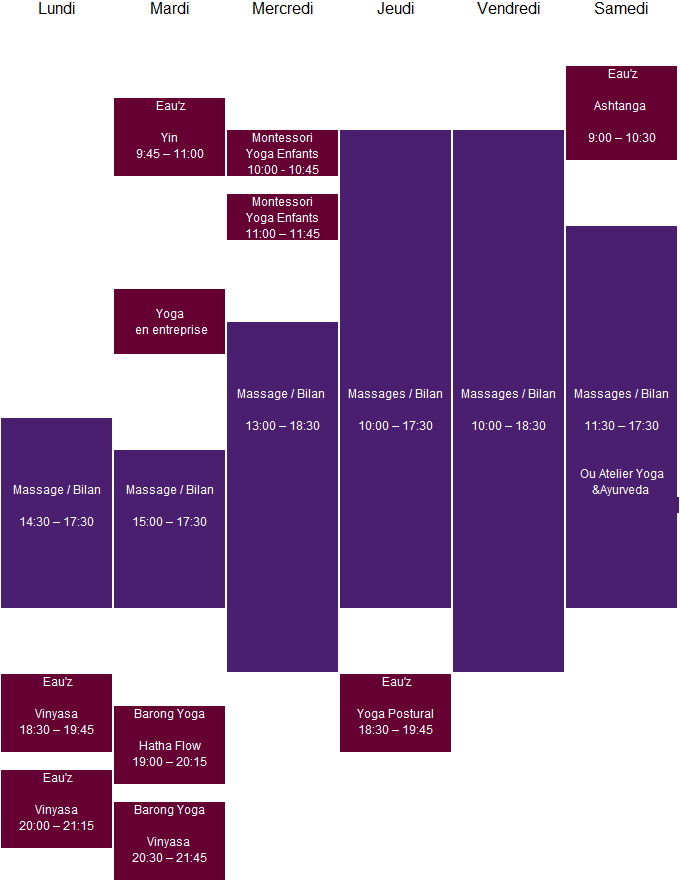 Lundi
Mardi
Mercredi
Jeudi
Vendredi
Samedi
Massage / Bilan
14:30 – 17:30
Eau'z
Vinyasa
18:30 – 19:45
Eau'z
Vinyasa
20:00 – 21:15
Eau'z
Yin
9:45 – 11:00
Yoga
en entreprise
Massage / Bilan
15:00 – 17:30
Barong Yoga
Hatha Flow
19:00 – 20:15
Barong Yoga
Vinyasa
20:30 – 21:45
Montessori
Yoga Enfants
10:00 - 10:45
Montessori
Yoga Enfants
11:00 – 11:45
Massage / Bilan
13:00 – 18:30
Massages / Bilan
10:00 – 17:30
Eau'z
Yoga Postural
18:30 – 19:45
Massages / Bilan
10:00 – 18:30
Eau'z
Ashtanga
9:00 – 10:30
Massages / Bilan
11:30 – 17:30
Ou Atelier Yoga
&Ayurveda